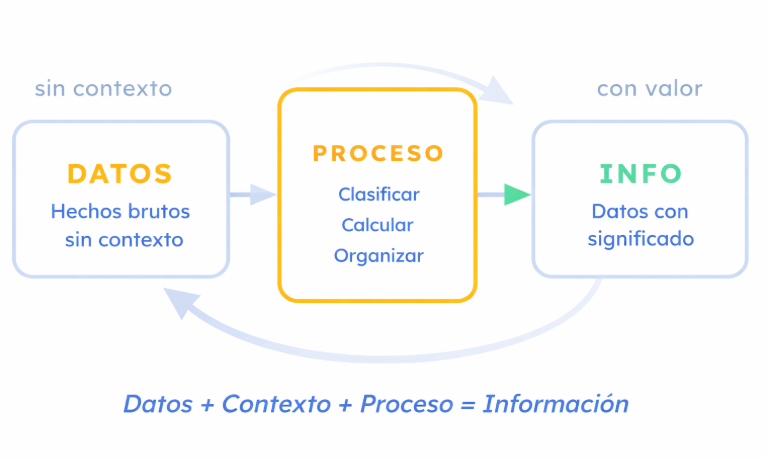 sin contexto
con valor
DATOS
Hechos brutos
sin contexto
PROCESO
Clasificar
Calcular
Organizar
INFO
Datos con
significado
Datos + Contexto + Proceso = Información